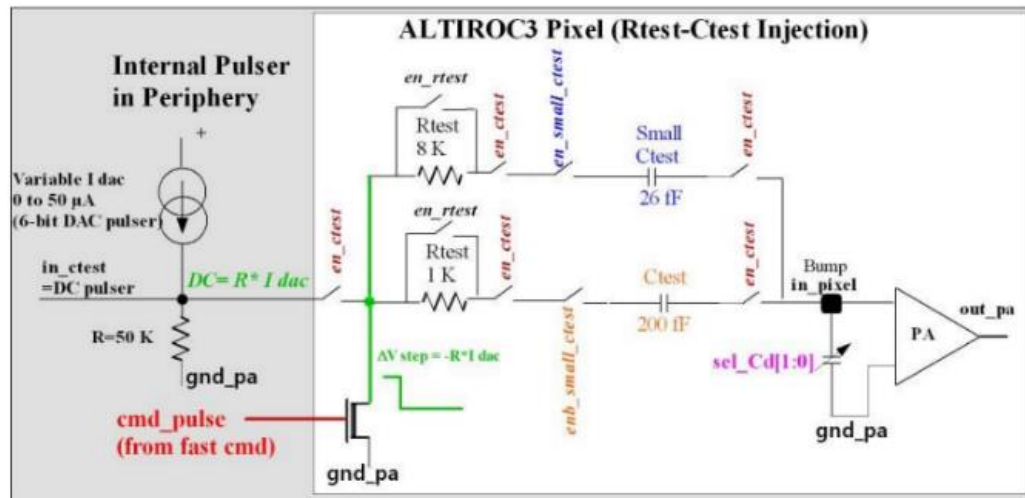 ALTIROC3 Pixel (Rtest-Ctest Injection)
Internal Pulser
in Periphery
+
Variable I dac
0 to 50 µA
(6-bit DAC pulser)
in_ctest
=DC pulser
DC= R* I dac
R=50 K
gnd_pa
en_ctest
en_rtest
Rtest
8 K
en_ctest
en_small_ctest
Small
Ctest
26 fF
en_ctest
en_rtest
Rtest
1 K
en_ctest
enb_small_ctest
Ctest
200 fF
en_ctest
Bump
in_pixel
PA
out_pa
sel_Cd[1:0]
gnd_pa
ΔV step = -R*I dac
cmd_pulse
(from fast cmd)
gnd_pa